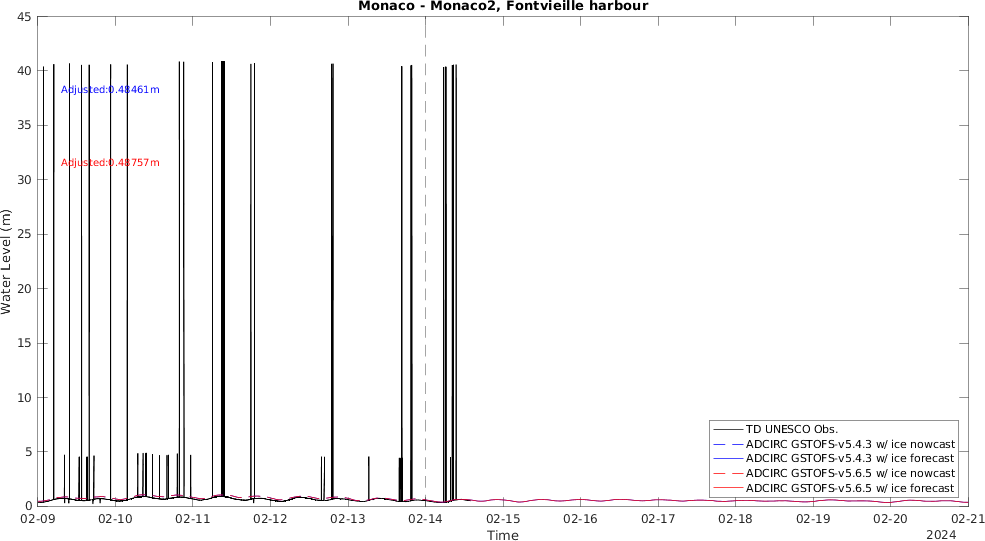 Monaco - Monaco2, Fontvieille harbour
45
40
35
30
25
20
15
10
5
0
Water Level (m)
Adjusted:0.48461m
Adjusted:0.48757m
TD UNESCO Obs.
ADCIRC GSTOFS-v5.4.3 w/ ice nowcast
ADCIRC GSTOFS-v5.4.3 w/ ice forecast
ADCIRC GSTOFS-v5.6.5 w/ ice nowcast
ADCIRC GSTOFS-v5.6.5 w/ ice forecast
02-09 02-10 02-11 02-12 02-13 02-14 02-15 02-16 02-17 02-18 02-19 02-20 02-21
Time
2024